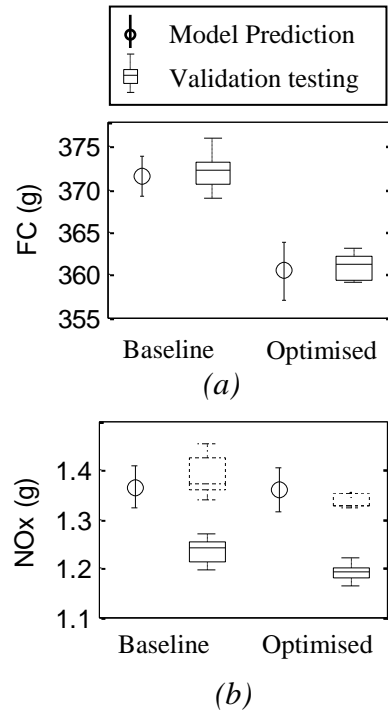 Model Prediction
Validation testing
375
370
365
360
355
FC (g)
Baseline Optimised
(a)
1.4
1.3
1.2
1.1
NOx (g)
Baseline Optimised
(b)